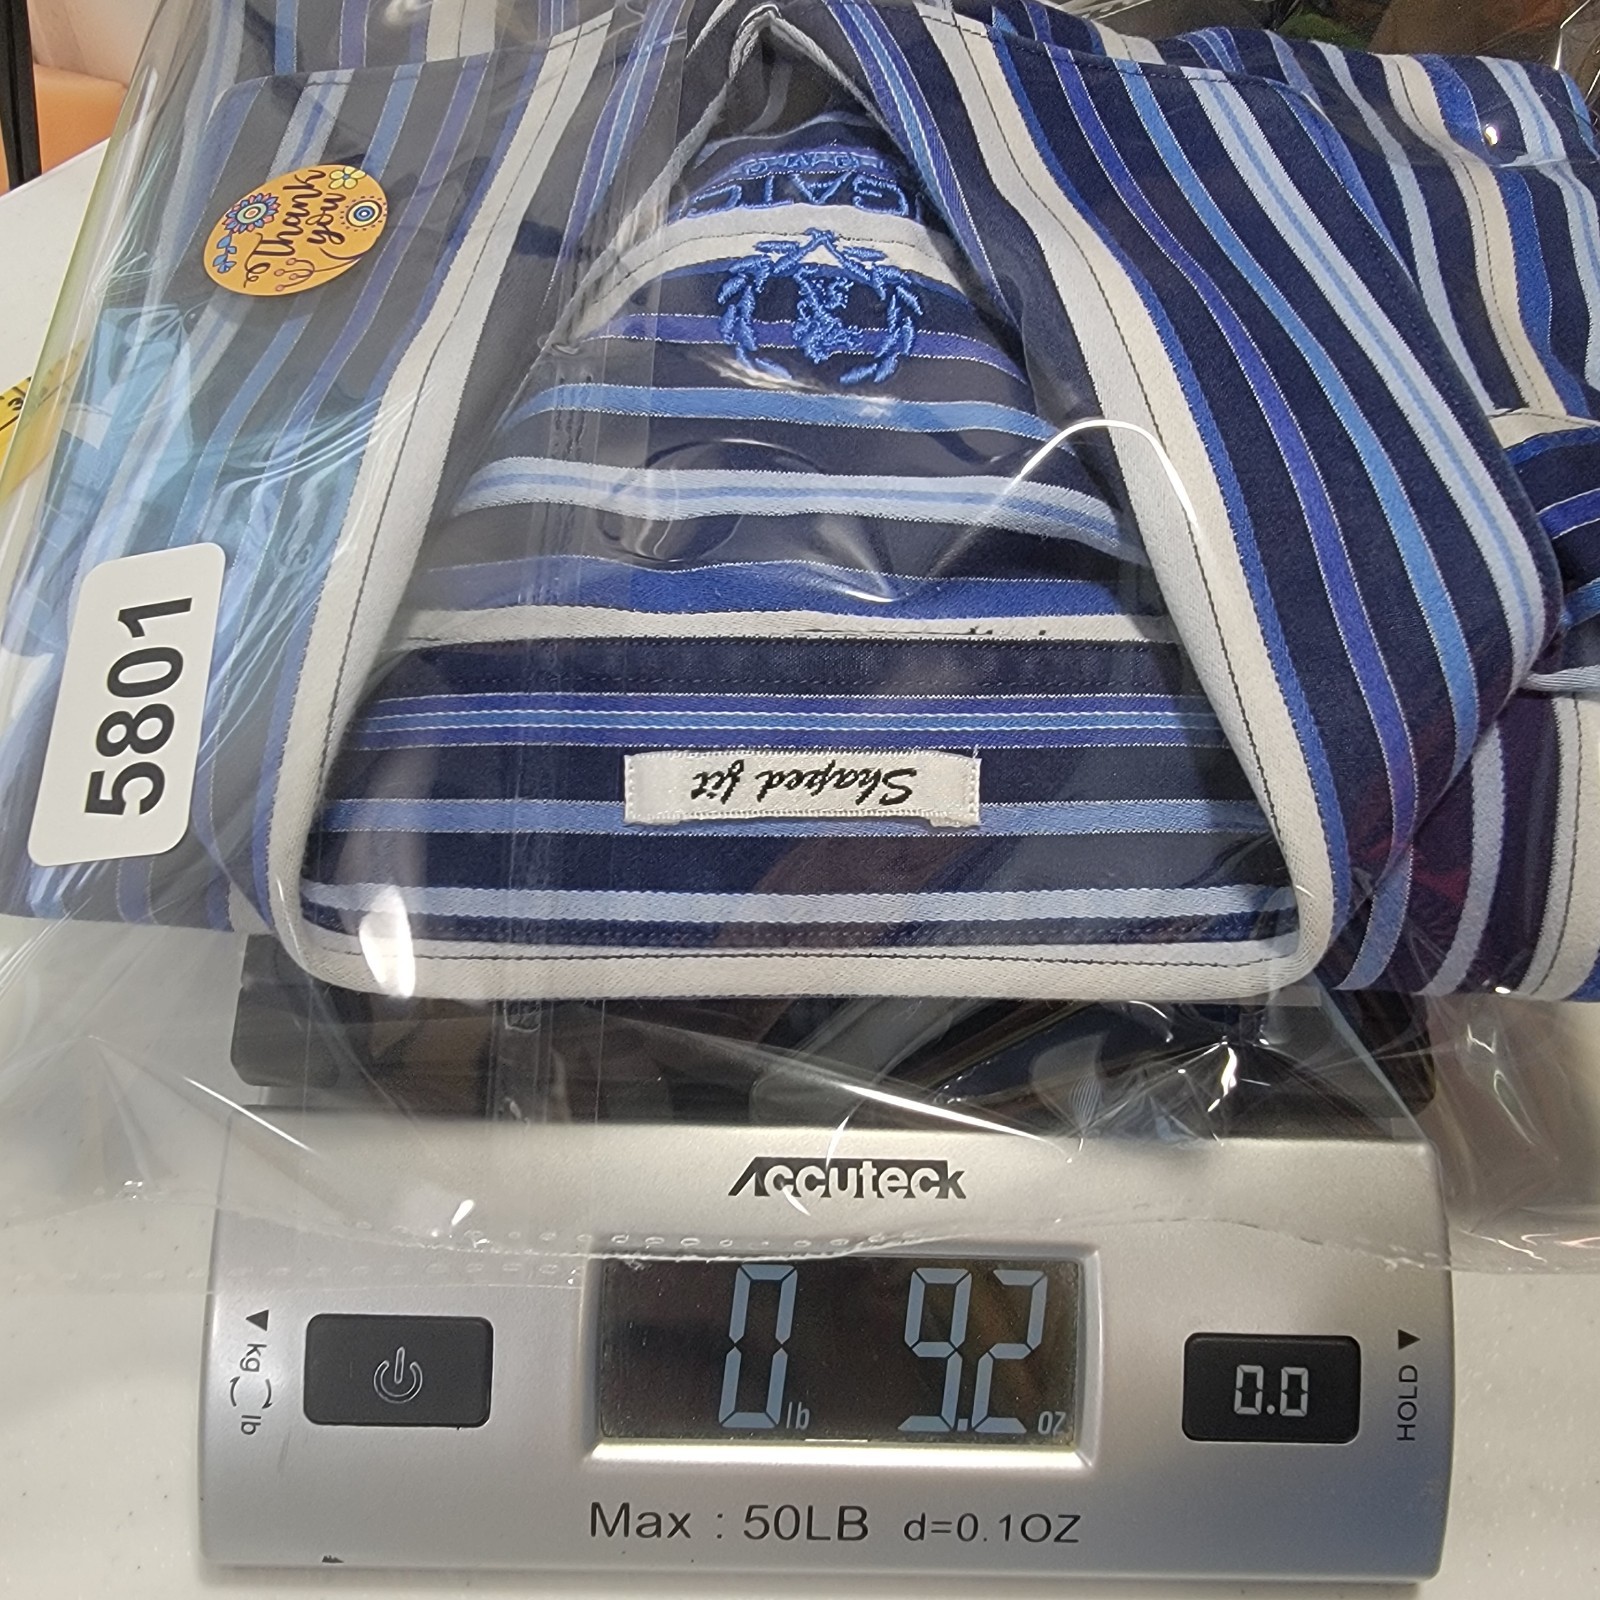 Thank
you
5801
Shaped fit
Accuteck
0 lb 9.2 oz
kg
lb
0.0
HOLD
Max : 50LB d=0.1OZ